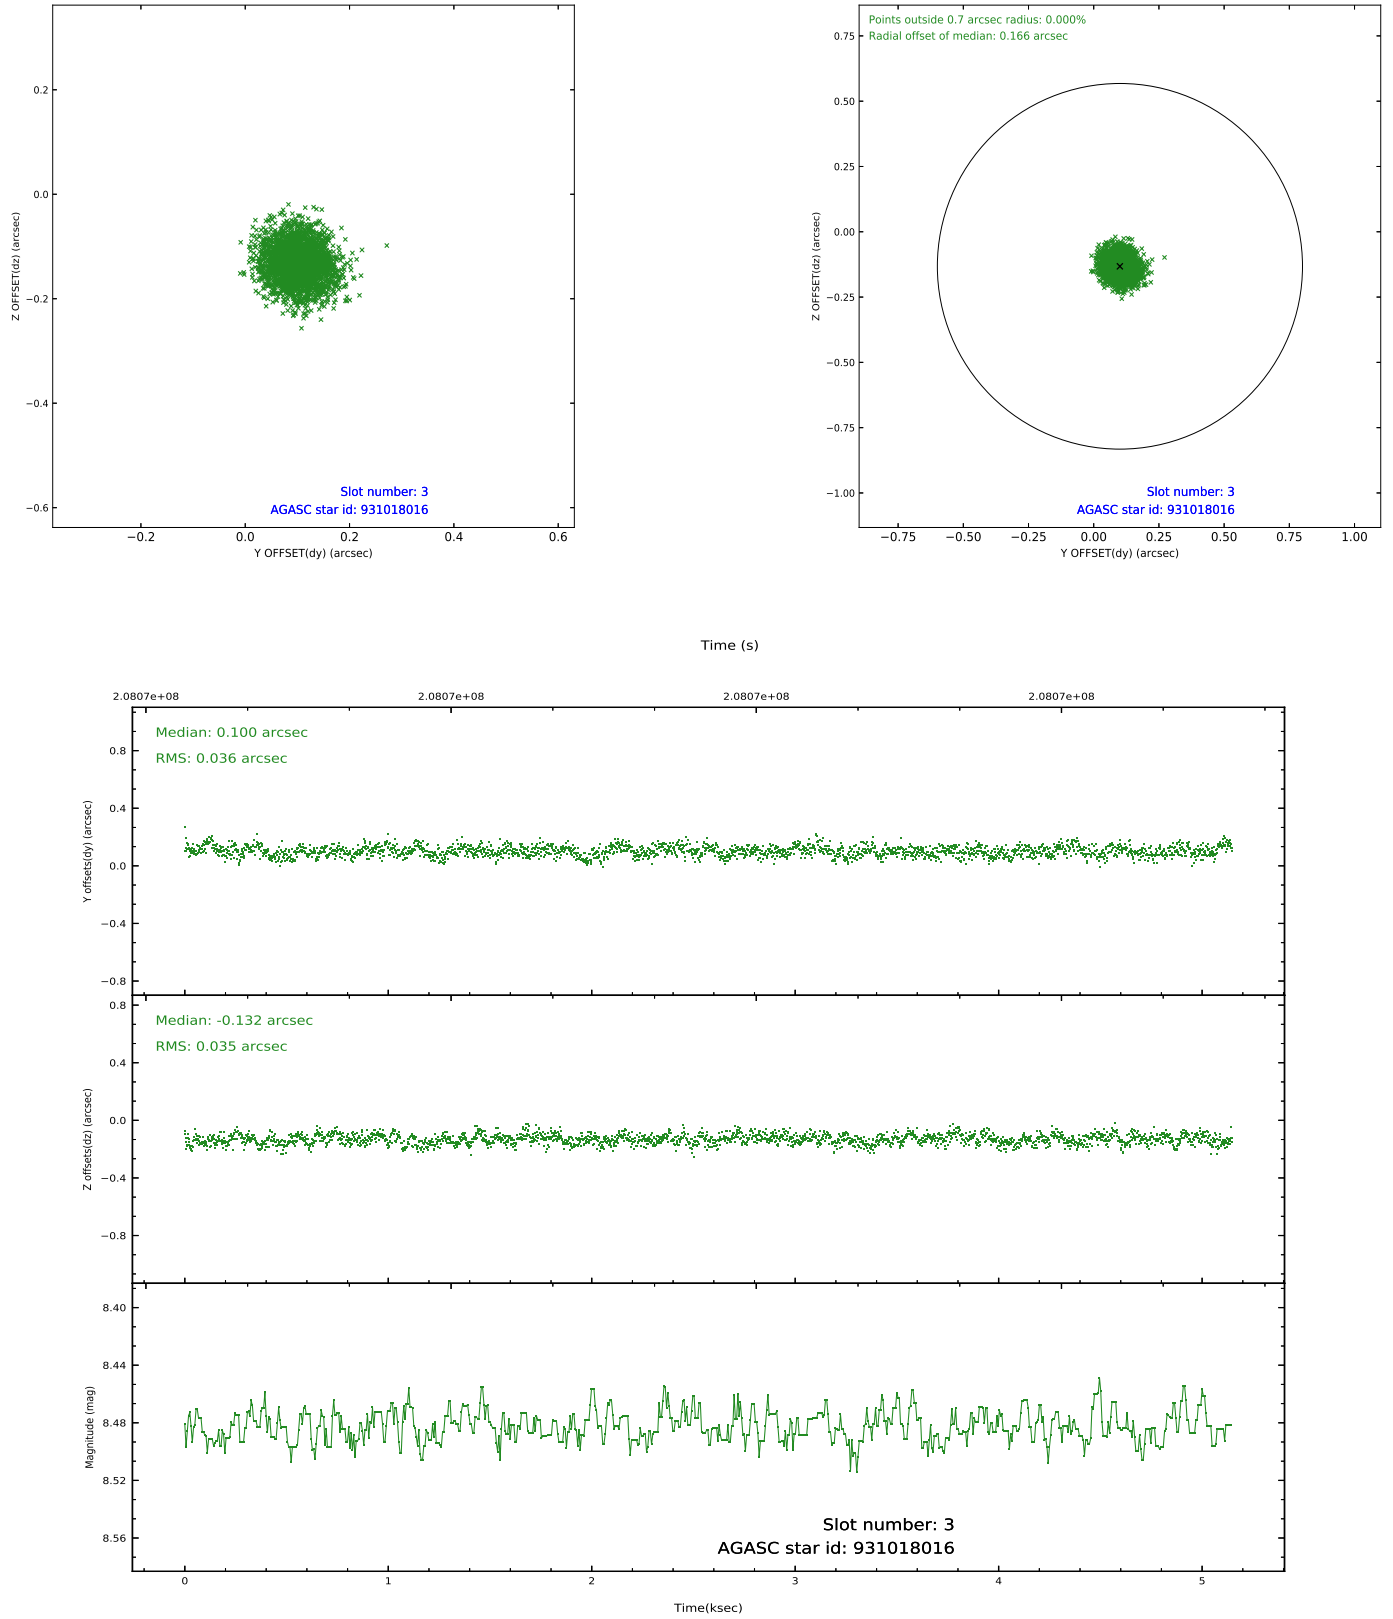 0.2
0.0
−0.2
−0.4
−0.6
Z OFFSET(dz) (arcsec)
Slot number: 3
AGASC star id: 931018016
−0.2 0.0 0.2 0.4 0.6
Y OFFSET(dy) (arcsec)
Points outside 0.7 arcsec radius: 0.000%
Radial offset of median: 0.166 arcsec
0.75
0.50
0.25
0.00
−0.25
−0.50
−0.75
−1.00
Z OFFSET(dz) (arcsec)
Slot number: 3
AGASC star id: 931018016
−0.75 −0.50 −0.25 0.00 0.25 0.50 0.75 1.00
Y OFFSET(dy) (arcsec)
Time (s)
2.0807e+08 2.0807e+08 2.0807e+08 2.0807e+08
Median: 0.100 arcsec
RMS: 0.036 arcsec
0.8
0.4
0.0
−0.4
−0.8
Y offsets(dy) (arcsec)
Median: -0.132 arcsec
RMS: 0.035 arcsec
0.8
0.4
0.0
−0.4
−0.8
Z offsets(dz) (arcsec)
8.40
8.44
8.48
8.52
8.56
Magnitude (mag)
Slot number: 3
AGASC star id: 931018016
0 1 2 3 4 5
Time(ksec)